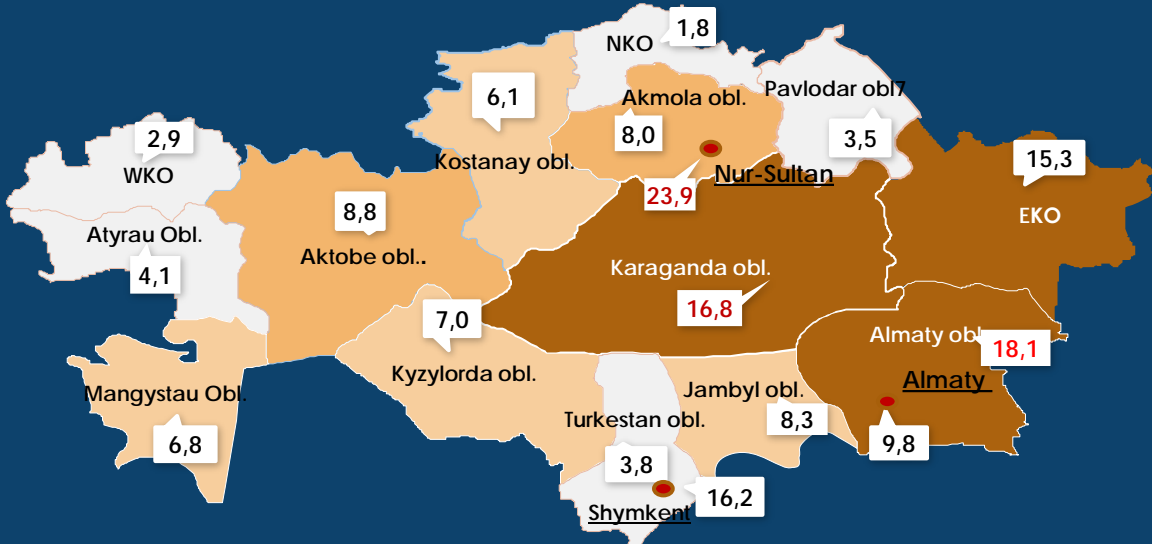 1,8
NKO
Pavlodar obl7
6,1
Akmola obl.
2,9
8,0
3,5
15,3
WKO
Kostanay obl.
Nur-Sultan
23,9
8,8
EKO
Atyrau Obl.
Aktobe obl..
4,1
Karaganda obl.
16,8
7,0
Almaty obl
18,1
Kyzylorda obl.
Almaty
Mangystau Obl.
Jambyl obl.
Turkestan obl.
8,3
6,8
9,8
3,8
16,2
Shymkent